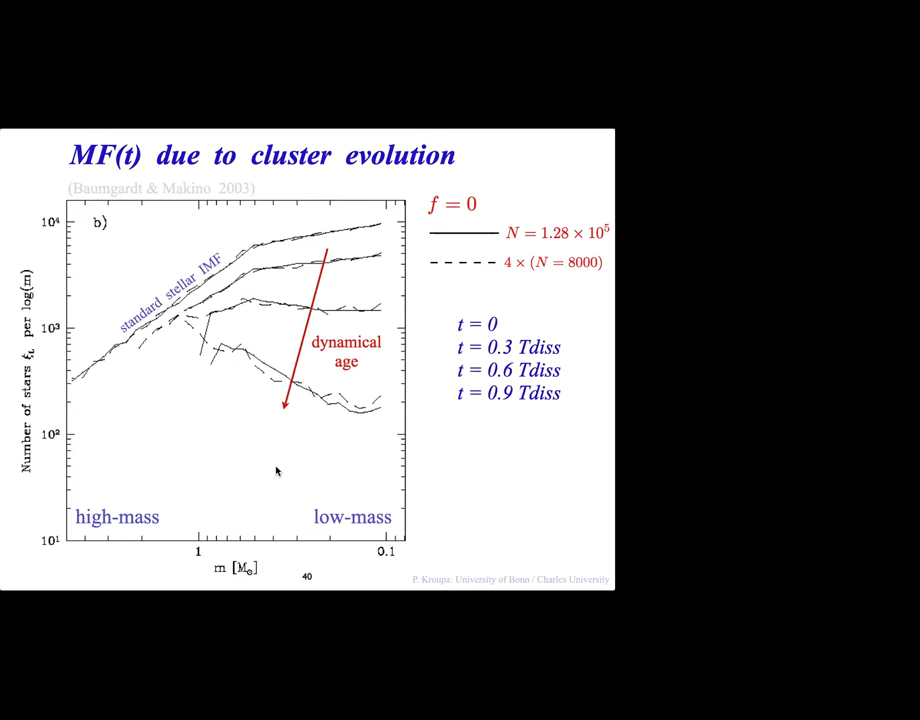 MF(t) due to cluster evolution
(Baumgardt & Makino 2003)
f = 0
b)
N = 1.28 × 10⁵
4 × (N = 8000)
standard stellar IMF
dynamical
age
t = 0
t = 0.3 Tdiss
t = 0.6 Tdiss
t = 0.9 Tdiss
Number of stars ξL per log(m)
10⁴
10³
10²
10¹
high-mass
low-mass
1
0.1
m [M⊙]
40
P. Kroupa: University of Bonn / Charles University